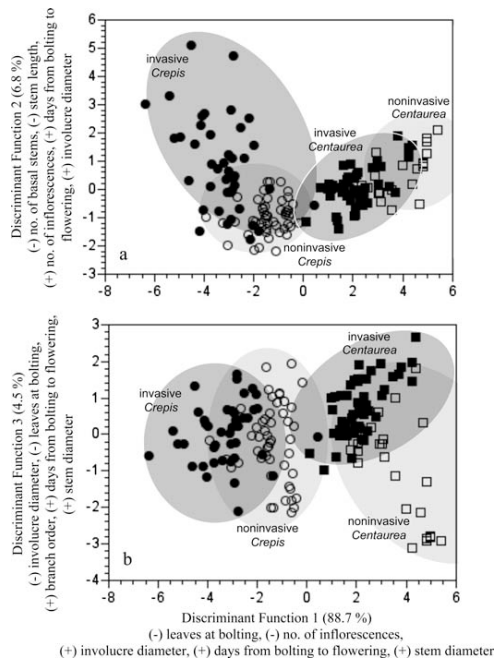 Discriminant Function 2 (6.8 %)
(-) no. of basal stems, (-) stem length,
(+) no. of inflorescences, (+) days from bolting to
flowering, (+) involucre diameter
6
5
4
3
2
1
0
-1
-2
-3
invasive
Crepis
invasive
Centaurea
noninvasive
Centaurea
noninvasive
Crepis
a
-8 -6 -4 -2 0 2 4 6
Discriminant Function 3 (4.5 %)
(-) involucre diameter, (-) leaves at bolting,
(+) branch order, (+) days from bolting to flowering,
(+) stem diameter
3
2
1
0
-1
-2
-3
-4
invasive
Crepis
invasive
Centaurea
noninvasive
Crepis
noninvasive
Centaurea
b
-8 -6 -4 -2 0 2 4 6
Discriminant Function 1 (88.7 %)
(-) leaves at bolting, (-) no. of inflorescences,
(+) involucre diameter, (+) days from bolting to flowering, (+) stem diameter